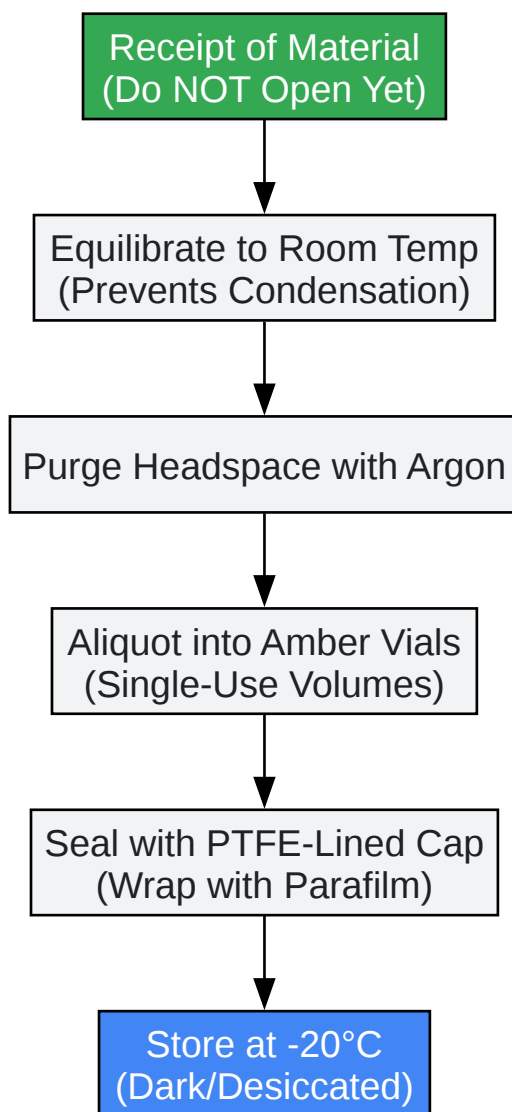 Receipt of Material
(Do NOT Open Yet)
Equilibrate to Room Temp
(Prevents Condensation)
Purge Headspace with Argon
Aliquot into Amber Vials
(Single-Use Volumes)
Seal with PTFE-Lined Cap
(Wrap with Parafilm)
Store at -20°C
(Dark/Desiccated)